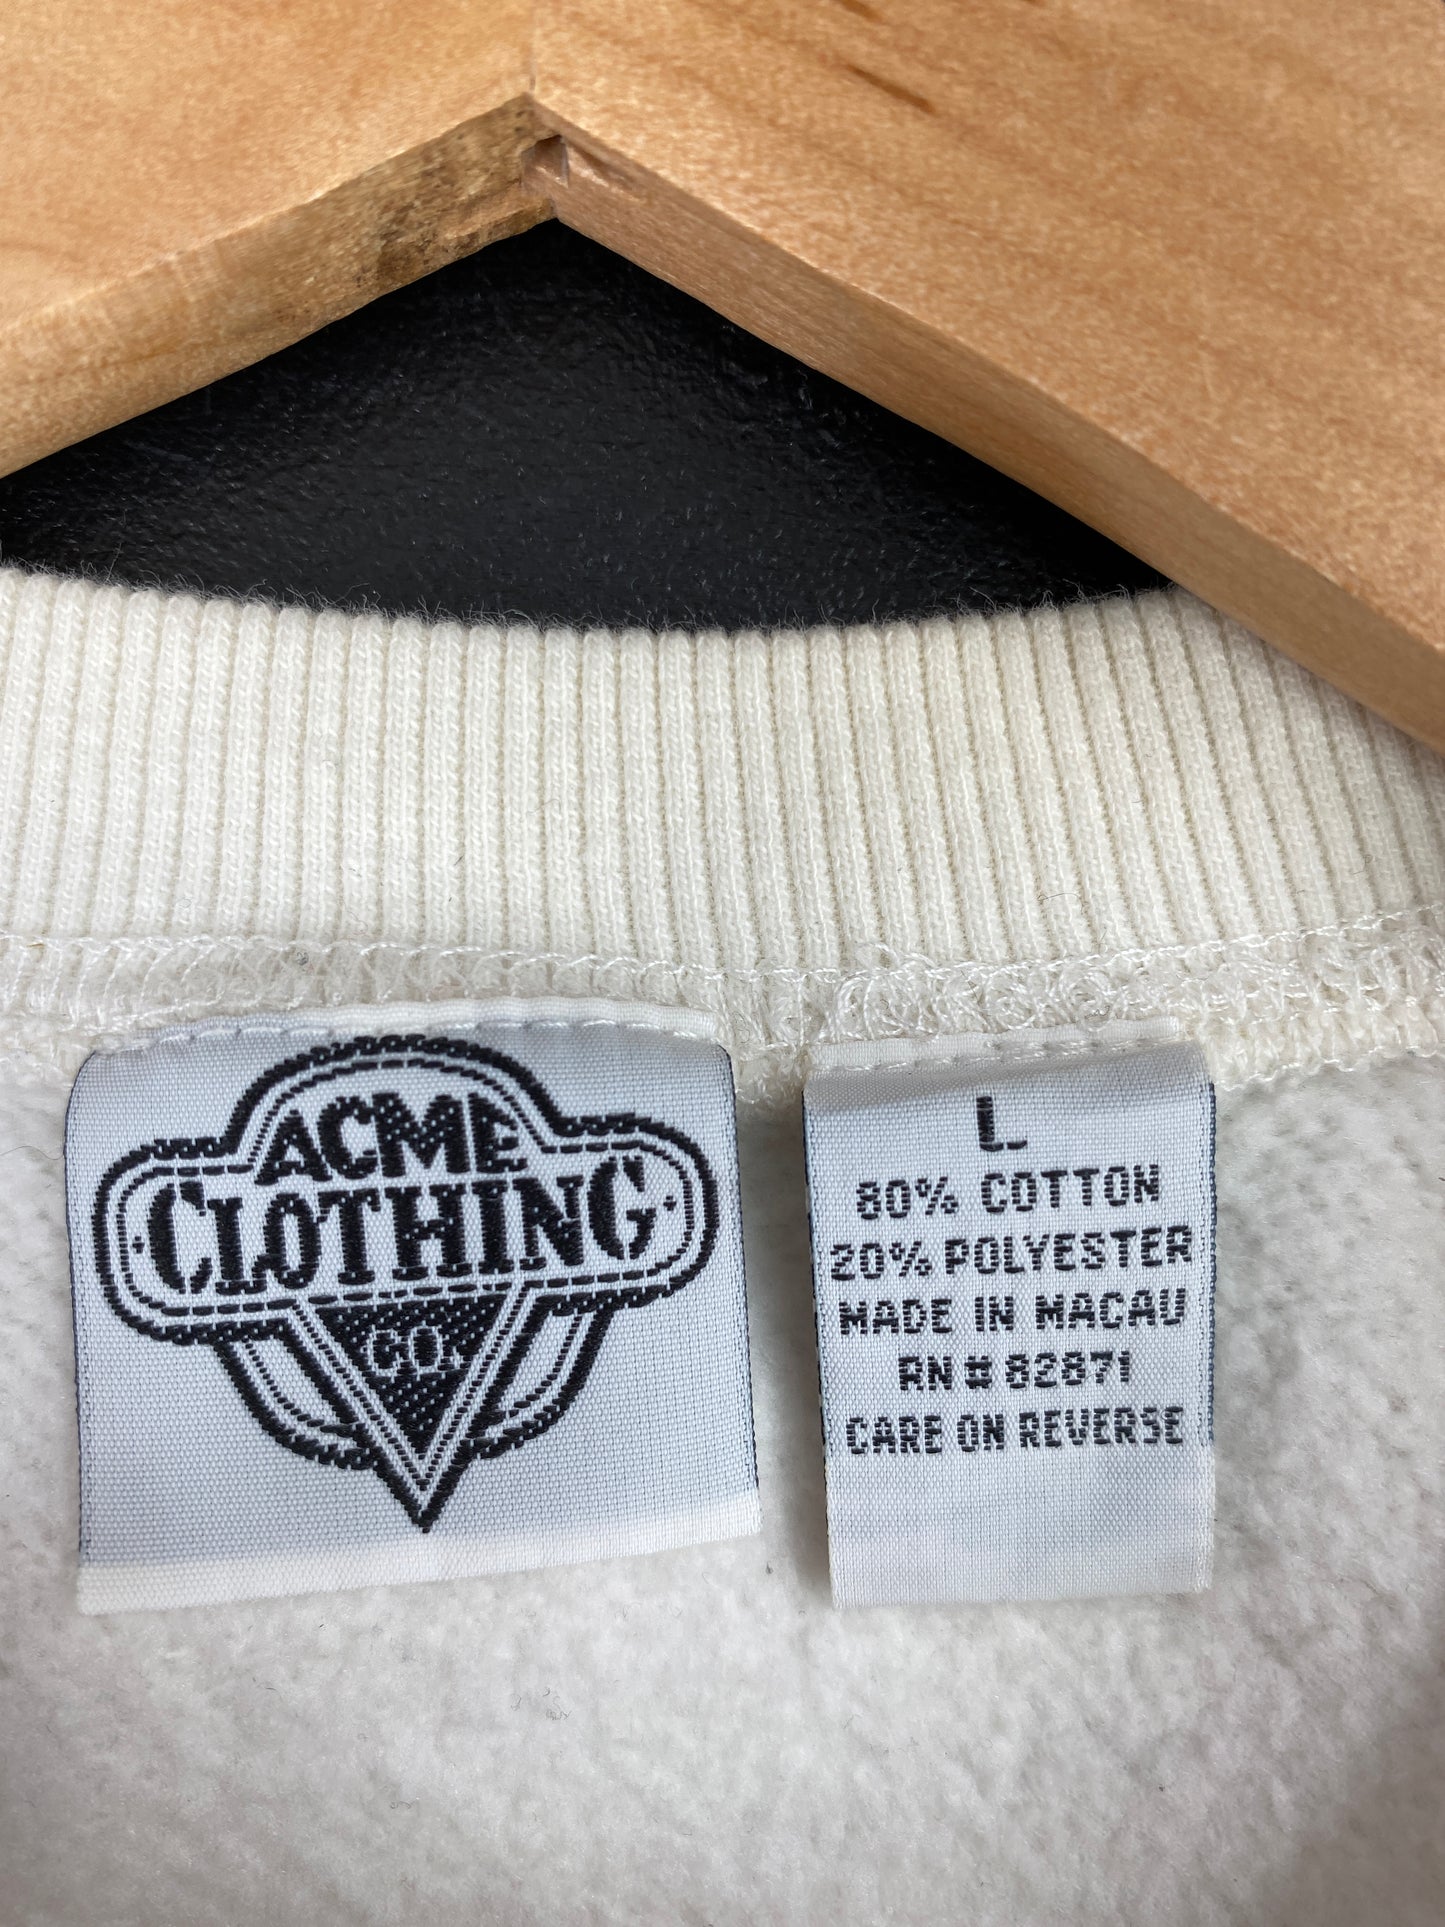 ACME
CLOTHING
CO.
L
80% COTTON
20% POLYESTER
MADE IN MACAU
RN # 82871
CARE ON REVERSE